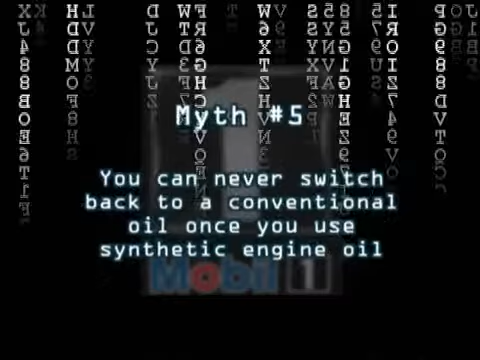 Myth #5
You can never switch
back to a conventional
oil once you use
synthetic engine oil
Mobil 1